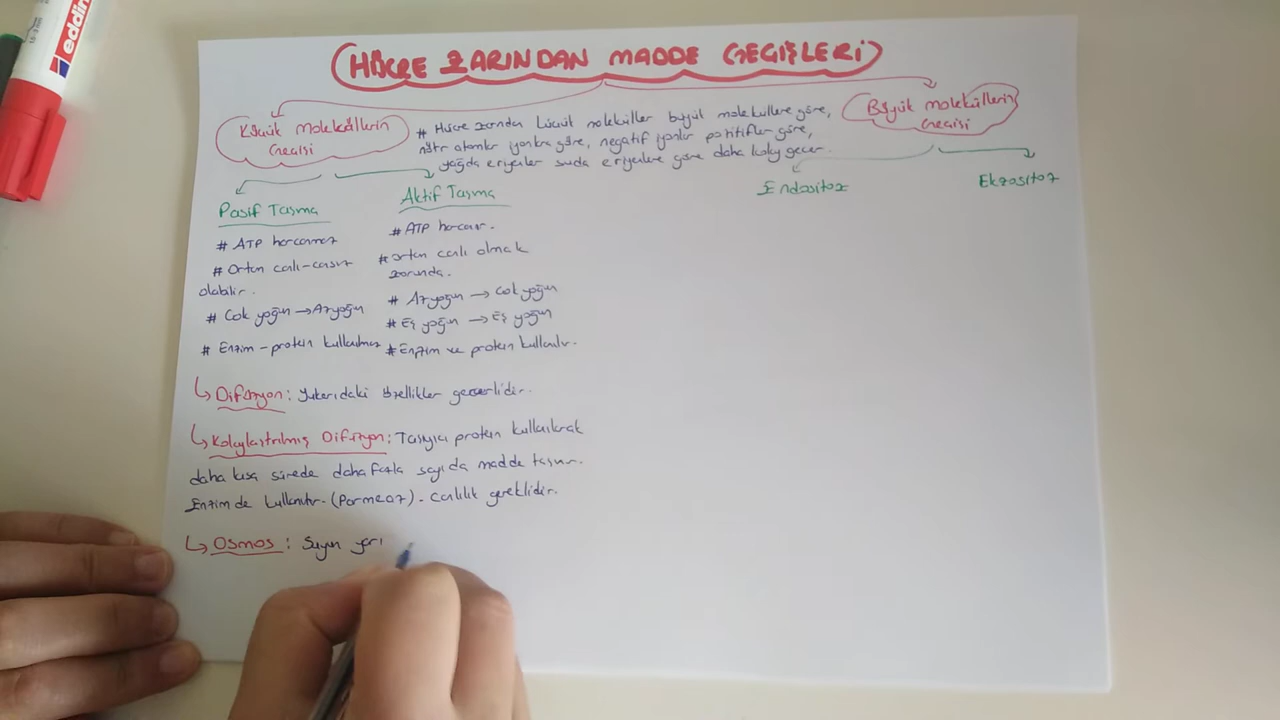 edding
HÜCRE ZARINDAN MADDE GEÇİŞLERİ
Küçük Moleküllerin
Geçişi
# Hücre zarında küçük moleküller büyük moleküllere göre,
nötr atomlar iyonlara göre, negatif iyonlar pozitiflere göre,
yağda eriyenler suda eriyenlere göre daha kolay geçer.
Büyük moleküllerin
Geçişi
Pasif Taşıma
# ATP harcanmaz
# Ortam canlı-cansız
olabilir.
# Çok yoğun → Az yoğun
# Enzim - protein kullanılmaz
Aktif Taşıma
# ATP harcanır.
# Ortam canlı olmak
zorunda.
# Az yoğun → Çok yoğun
# Eş yoğun → Eş yoğun
# Enzim ve protein kullanılır.
Endositoz
Ekzositoz
Difüzyon: Yukarıdaki özellikler geçerlidir.
Kolaylaştırılmış Difüzyon: Taşıyıcı protein kullanılarak
daha kısa sürede daha fazla sayıda madde taşınır.
Enzim de kullanılır. (Permeaz). Canlılık gereklidir.
Osmos: Suyun yarı